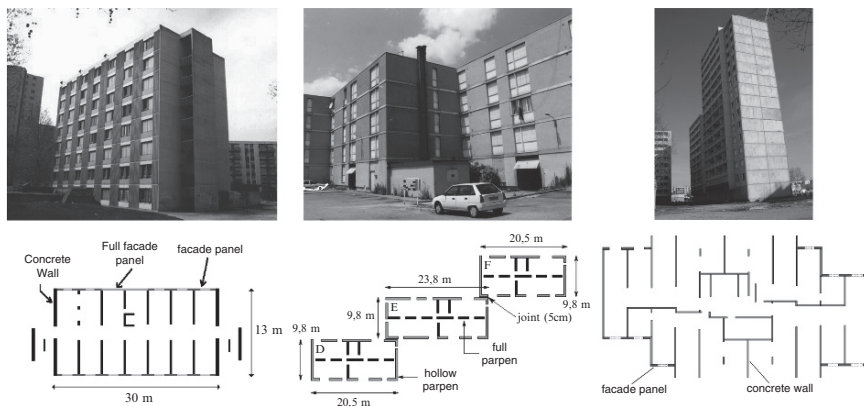 Concrete
Wall
Full facade
panel
facade panel
13 m
30 m
20,5 m
F
9,8 m
23,8 m
joint (5cm)
9,8 m
E
full
parpen
9,8 m
D
hollow
parpen
20,5 m
facade panel
concrete wall